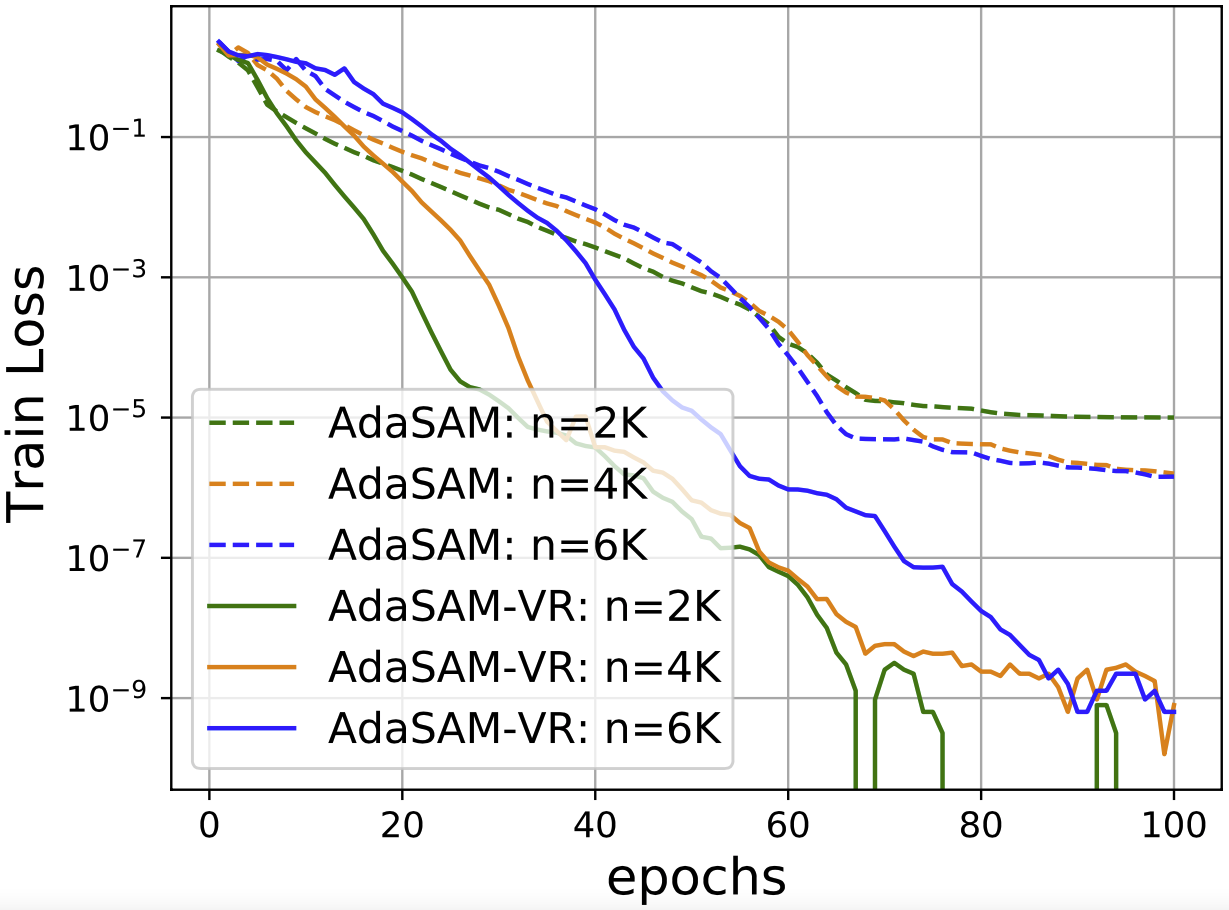 10⁻¹
10⁻³
10⁻⁵
10⁻⁷
10⁻⁹
Train Loss
AdaSAM: n=2K
AdaSAM: n=4K
AdaSAM: n=6K
AdaSAM-VR: n=2K
AdaSAM-VR: n=4K
AdaSAM-VR: n=6K
0 20 40 60 80 100
epochs